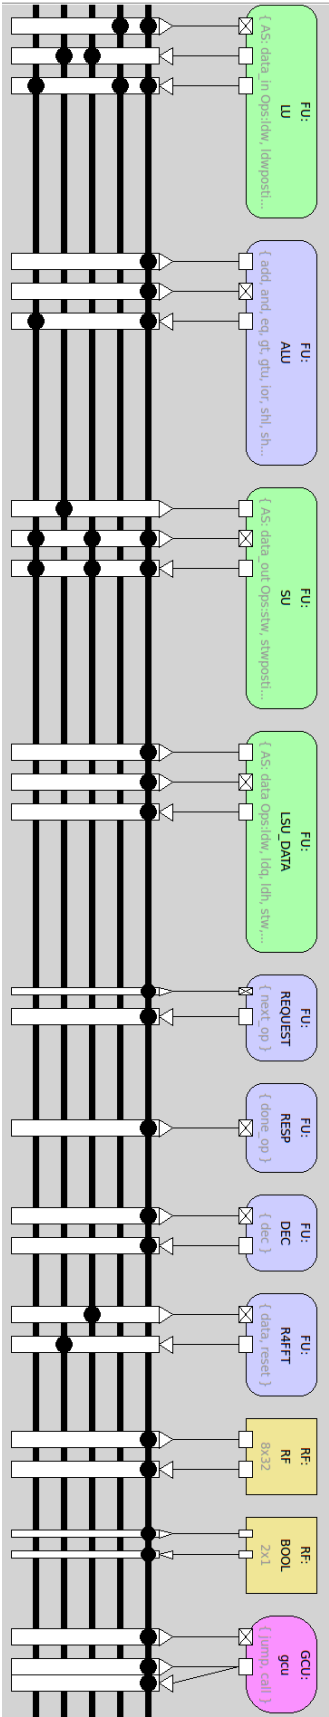 FU:
LU
{ AS: data_in Ops:ldw, ldwposti...
FU:
ALU
{ add, and, eq, gt, gtu, ior, shl, sh...
FU:
SU
{ AS: data_out Ops:stw, stwposti...
FU:
LSU_DATA
{ AS: data Ops:ldw, ldq, ldh, stw,...
FU:
REQUEST
{ next_op }
FU:
RESP
{ done_op }
FU:
DEC
{ dec }
FU:
R4FFT
{ data, reset }
RF:
RF
8x32
RF:
BOOL
2x1
GCU:
gcu
{ jump, call }